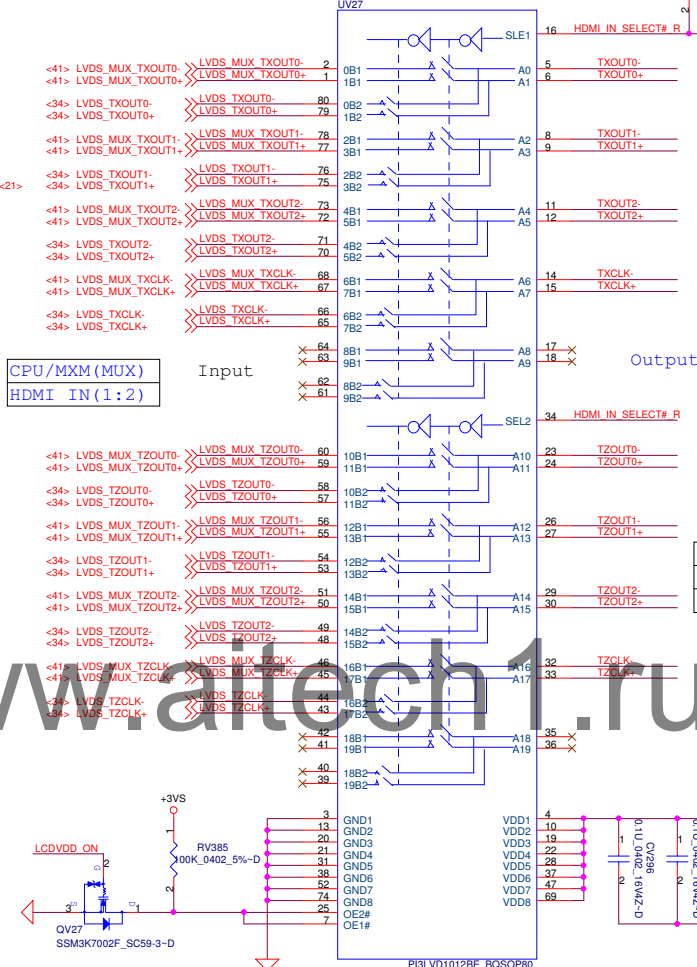 UV27
2
SLE1 16 HDMI_IN_SELECT#_R
<41> LVDS_MUX_TXOUT0- LVDS_MUX_TXOUT0- 2 0B1 A0 5 TXOUT0-
<41> LVDS_MUX_TXOUT0+ LVDS_MUX_TXOUT0+ 1 1B1 A1 6 TXOUT0+
<34> LVDS_TXOUT0- LVDS_TXOUT0- 80 0B2
<34> LVDS_TXOUT0+ LVDS_TXOUT0+ 79 1B2
<41> LVDS_MUX_TXOUT1- LVDS_MUX_TXOUT1- 78 2B1 A2 8 TXOUT1-
<41> LVDS_MUX_TXOUT1+ LVDS_MUX_TXOUT1+ 77 3B1 A3 9 TXOUT1+
<34> LVDS_TXOUT1- LVDS_TXOUT1- 76 2B2
<21> <34> LVDS_TXOUT1+ LVDS_TXOUT1+ 75 3B2
<41> LVDS_MUX_TXOUT2- LVDS_MUX_TXOUT2- 73 4B1 A4 11 TXOUT2-
<41> LVDS_MUX_TXOUT2+ LVDS_MUX_TXOUT2+ 72 5B1 A5 12 TXOUT2+
<34> LVDS_TXOUT2- LVDS_TXOUT2- 71 4B2
<34> LVDS_TXOUT2+ LVDS_TXOUT2+ 70 5B2
<41> LVDS_MUX_TXCLK- LVDS_MUX_TXCLK- 68 6B1 A6 14 TXCLK-
<41> LVDS_MUX_TXCLK+ LVDS_MUX_TXCLK+ 67 7B1 A7 15 TXCLK+
<34> LVDS_TXCLK- LVDS_TXCLK- 66 6B2
<34> LVDS_TXCLK+ LVDS_TXCLK+ 65 7B2
64 8B1 A8 17
63 9B1 A9 18
CPU/MXM(MUX) Input Output
HDMI IN(1:2)
62 8B2
61 9B2
SEL2 34 HDMI_IN_SELECT#_R
<41> LVDS_MUX_TZOUT0- LVDS_MUX_TZOUT0- 60 10B1 A10 23 TZOUT0-
<41> LVDS_MUX_TZOUT0+ LVDS_MUX_TZOUT0+ 59 11B1 A11 24 TZOUT0+
<34> LVDS_TZOUT0- LVDS_TZOUT0- 58 10B2
<34> LVDS_TZOUT0+ LVDS_TZOUT0+ 57 11B2
<41> LVDS_MUX_TZOUT1- LVDS_MUX_TZOUT1- 56 12B1 A12 26 TZOUT1-
<41> LVDS_MUX_TZOUT1+ LVDS_MUX_TZOUT1+ 55 13B1 A13 27 TZOUT1+
<34> LVDS_TZOUT1- LVDS_TZOUT1- 54 12B2
<34> LVDS_TZOUT1+ LVDS_TZOUT1+ 53 13B2
<41> LVDS_MUX_TZOUT2- LVDS_MUX_TZOUT2- 51 14B1 A14 29 TZOUT2-
<41> LVDS_MUX_TZOUT2+ LVDS_MUX_TZOUT2+ 50 15B1 A15 30 TZOUT2+
<34> LVDS_TZOUT2- LVDS_TZOUT2- 49 14B2
<34> LVDS_TZOUT2+ LVDS_TZOUT2+ 48 15B2
<41> LVDS_MUX_TZCLK- LVDS_MUX_TZCLK- 46 16B1 A16 32 TZCLK-
<41> LVDS_MUX_TZCLK+ LVDS_MUX_TZCLK+ 45 17B1 A17 33 TZCLK+
<34> LVDS_TZCLK- LVDS_TZCLK- 44 16B2
<34> LVDS_TZCLK+ LVDS_TZCLK+ 43 17B2
w.aitech1.ru
42 18B1 A18 35
41 19B1 A19 36
40 18B2
39 19B2
+3VS
3 GND1 VDD1 4
13 GND2 VDD2 10
20 GND3 VDD3 19
21 GND4 VDD4 22
31 GND5 VDD5 28
38 GND6 VDD6 37
52 GND7 VDD7 47
74 GND8 VDD8 69
25 OE2#
7 OE1#
LCDVDD_ON
1
RV385
100K_0402_5%~D
2
G
2
3 S D 1
QV27
SSM3K7002F_SC59-3~D
1
2
CV296
0.1U_0402_16V4Z~D
1
2
0.1U_0402_16V4Z~D
PI3LVD1012BE_BQSOP80